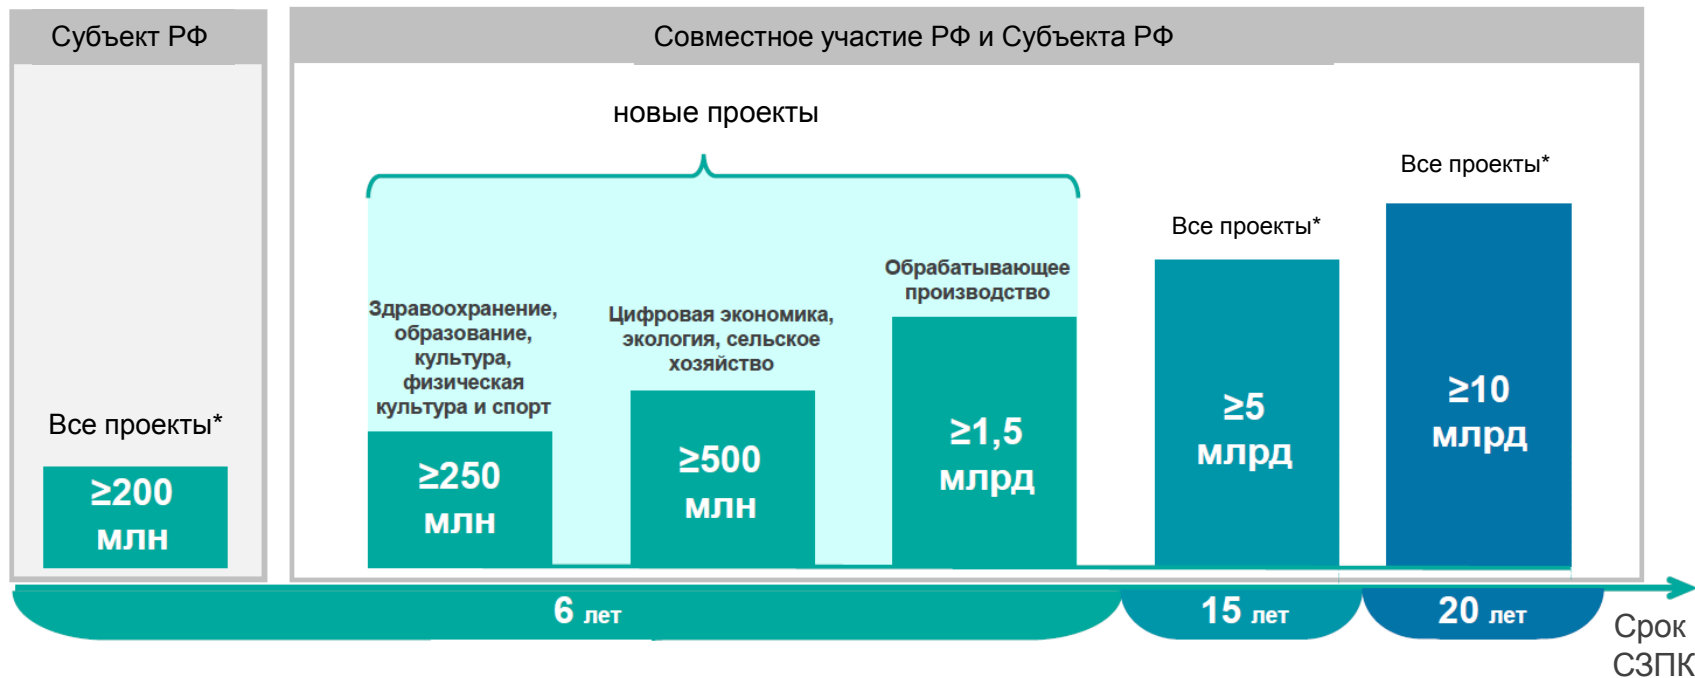 Субъект РФ
Совместное участие РФ и Субъекта РФ
новые проекты
Все проекты*
≥200
млн
Здравоохранение,
образование,
культура,
физическая
культура и спорт
≥250
млн
Цифровая экономика,
экология, сельское
хозяйство
≥500
млн
Обрабатывающее
производство
≥1,5
млрд
Все проекты*
≥5
млрд
Все проекты*
≥10
млрд
6 лет
15 лет
20 лет
Срок
СЗПК